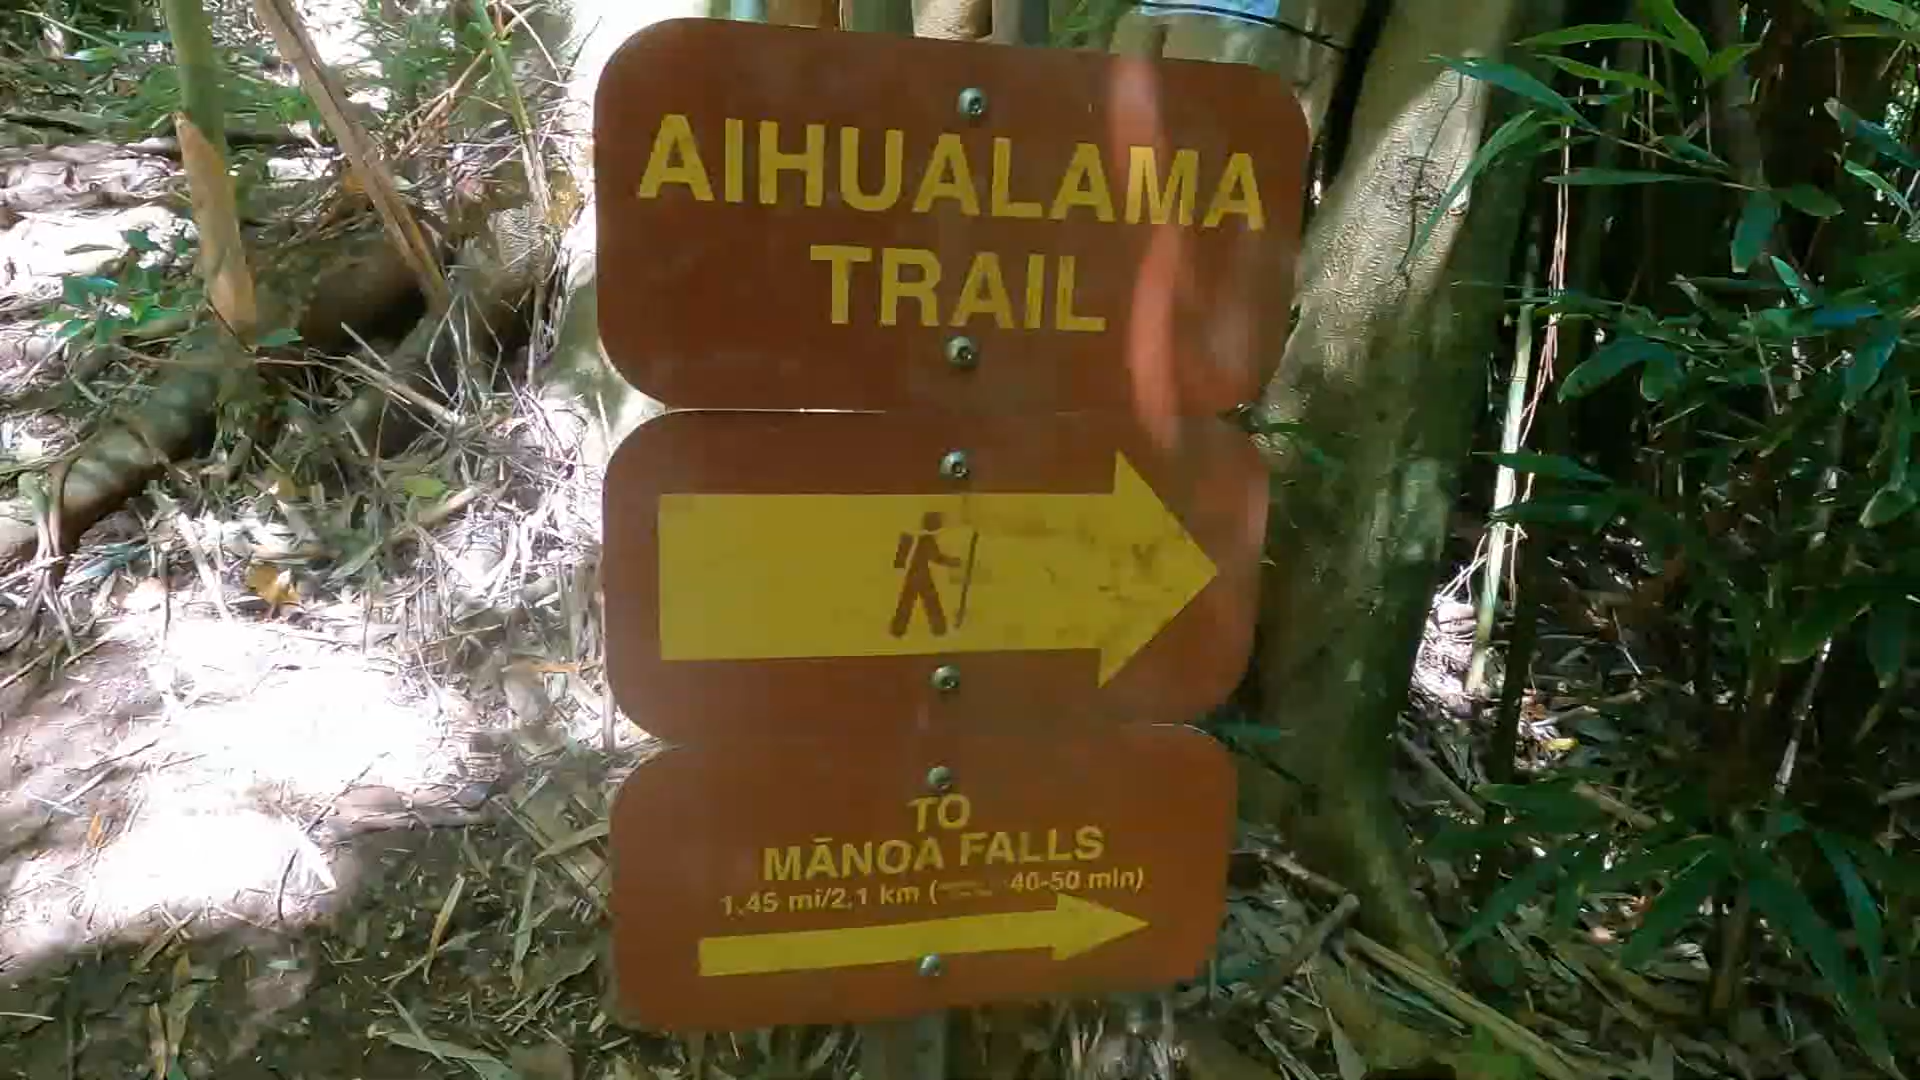 AIHUALAMA
TRAIL
TO
MĀNOA FALLS
1.45 mi/2.1 km ( 40-50 min)